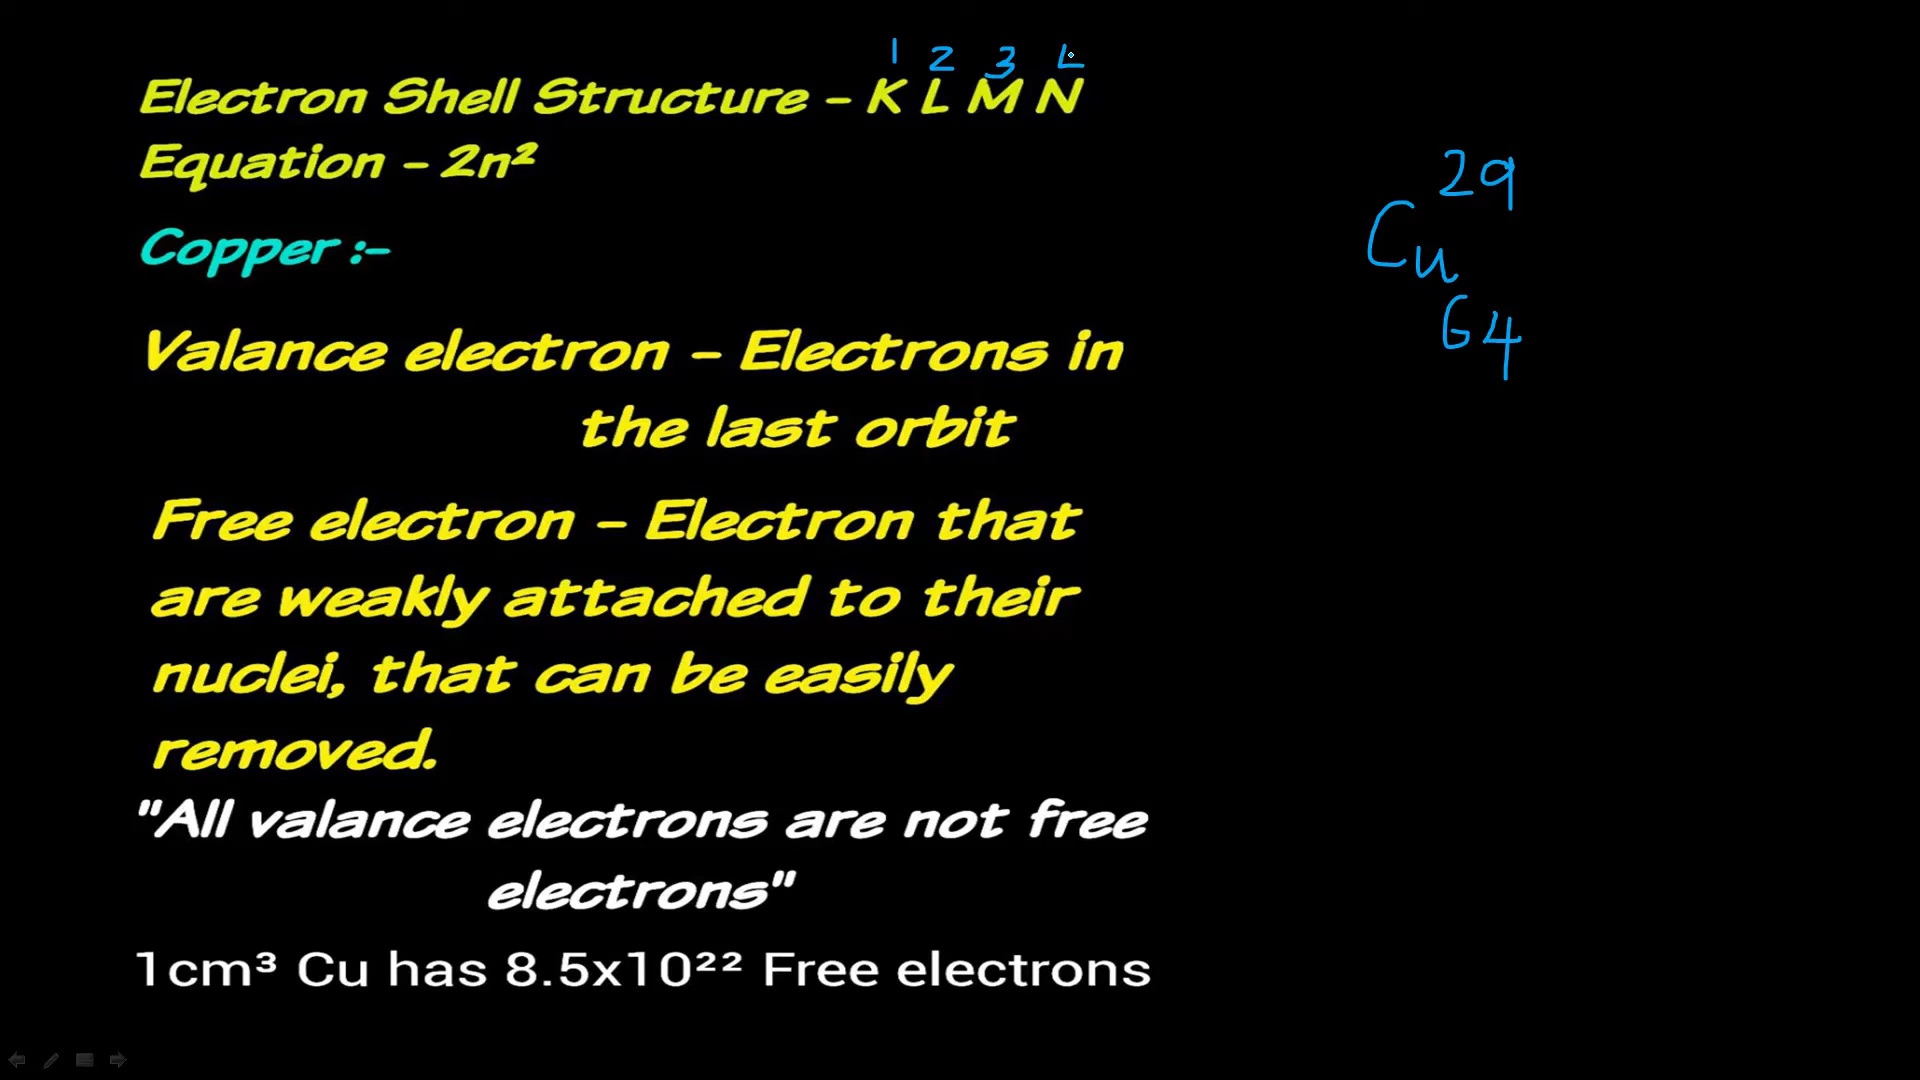 1 2 3
Electron Shell Structure - K L M N
Equation - 2n²
29
Copper :-
Cu
64
Valance electron - Electrons in
the last orbit
Free electron - Electron that
are weakly attached to their
nuclei, that can be easily
removed.
"All valance electrons are not free
electrons"
1cm³ Cu has 8.5x10²² Free electrons